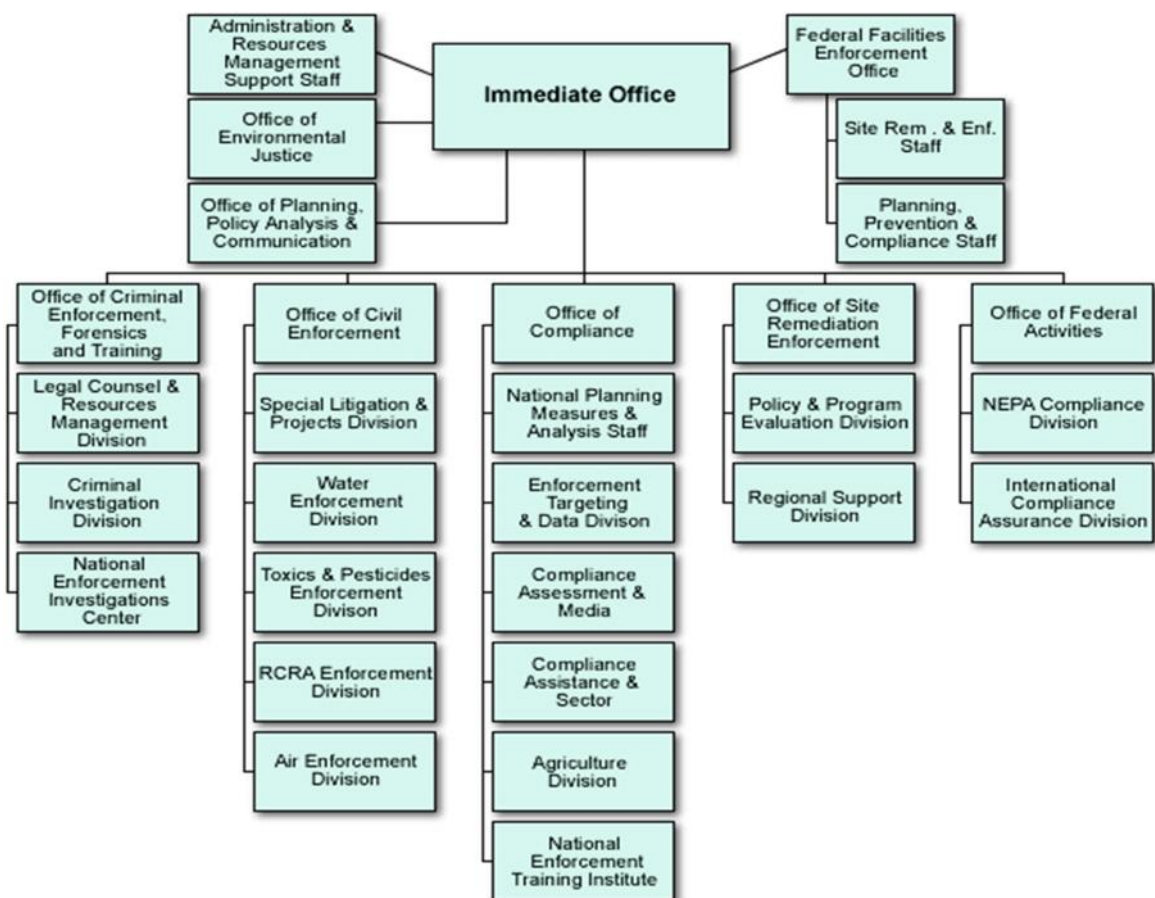 Administration &
Resources
Management
Support Staff
Immediate Office
Federal Facilities
Enforcement
Office
Office of
Environmental
Justice
Site Rem . & Enf.
Staff
Office of Planning,
Policy Analysis &
Communication
Planning,
Prevention &
Compliance Staff
Office of Criminal
Enforcement,
Forensics
and Training
Legal Counsel &
Resources
Management
Division
Criminal
Investigation
Division
National
Enforcement
Investigations
Center
Office of Civil
Enforcement
Special Litigation &
Projects Division
Water
Enforcement
Division
Toxics & Pesticides
Enforcement
Divison
RCRA Enforcement
Division
Air Enforcement
Division
Office of
Compliance
National Planning
Measures &
Analysis Staff
Enforcement
Targeting
& Data Divison
Compliance
Assessment &
Media
Compliance
Assistance &
Sector
Agriculture
Division
National
Enforcement
Training Institute
Office of Site
Remediation
Enforcement
Policy & Program
Evaluation Division
Regional Support
Division
Office of Federal
Activities
NEPA Compliance
Division
International
Compliance
Assurance Division